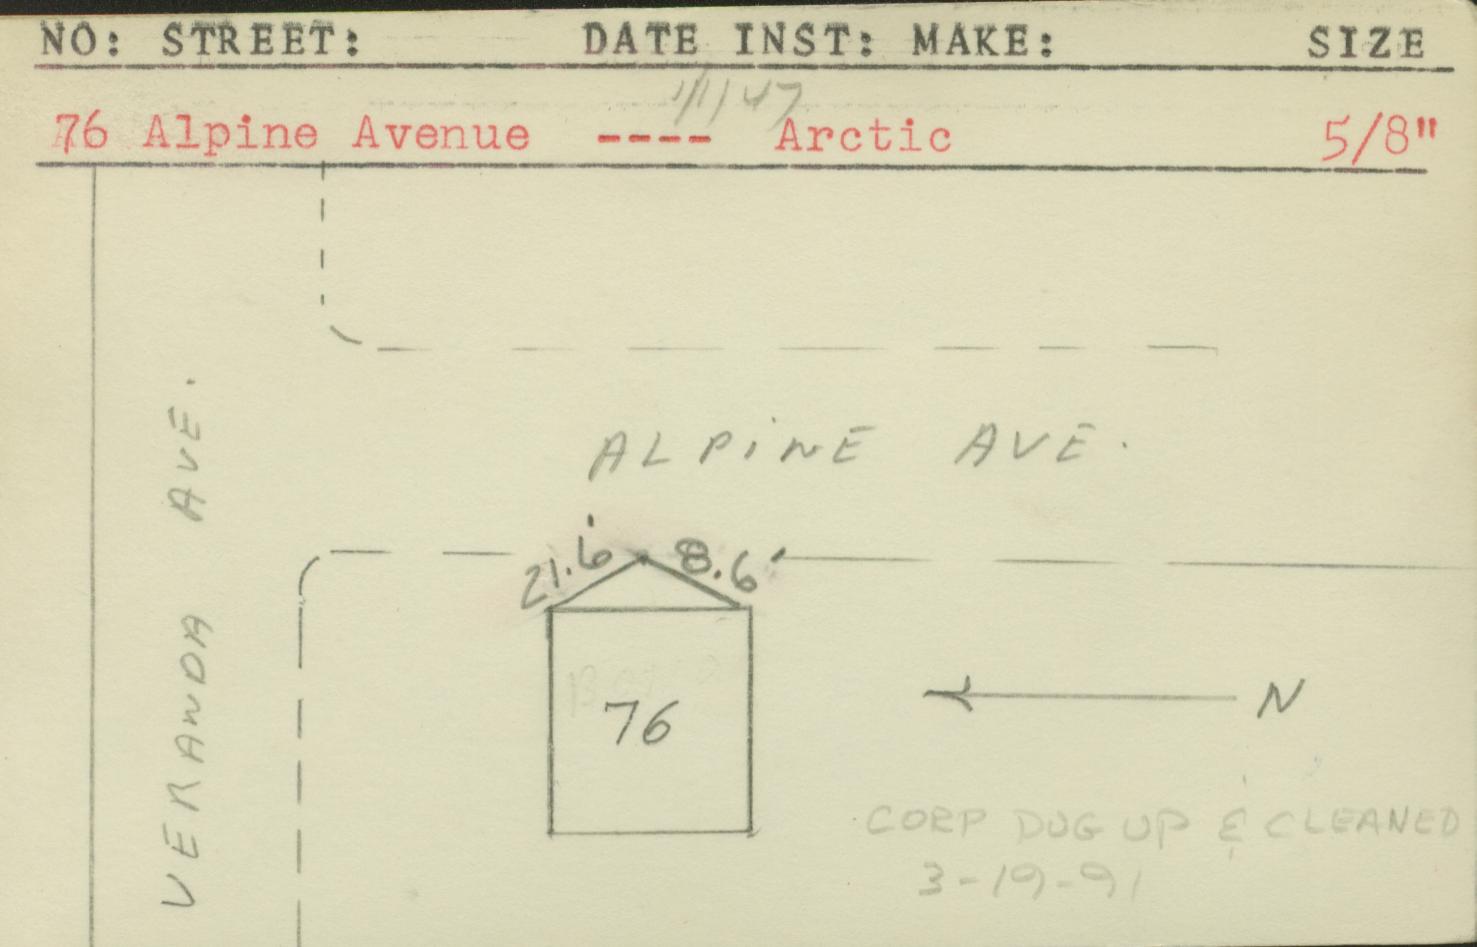 NO: STREET: DATE INST: MAKE: SIZE
1/1/47
76 Alpine Avenue ---- Arctic 5/8"
ALPINE AVE.
VERANDA AVE.
21.6' 8.6'
76
N
CORP DUG UP & CLEANED
3-19-91